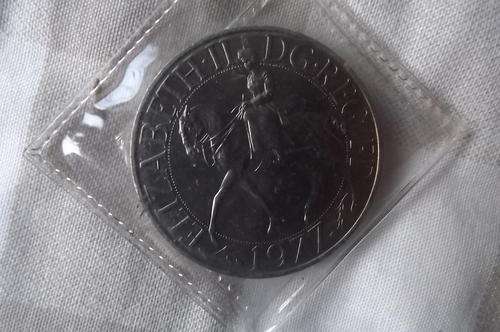 ELIZABETH·II D·G·REG F·D
1977